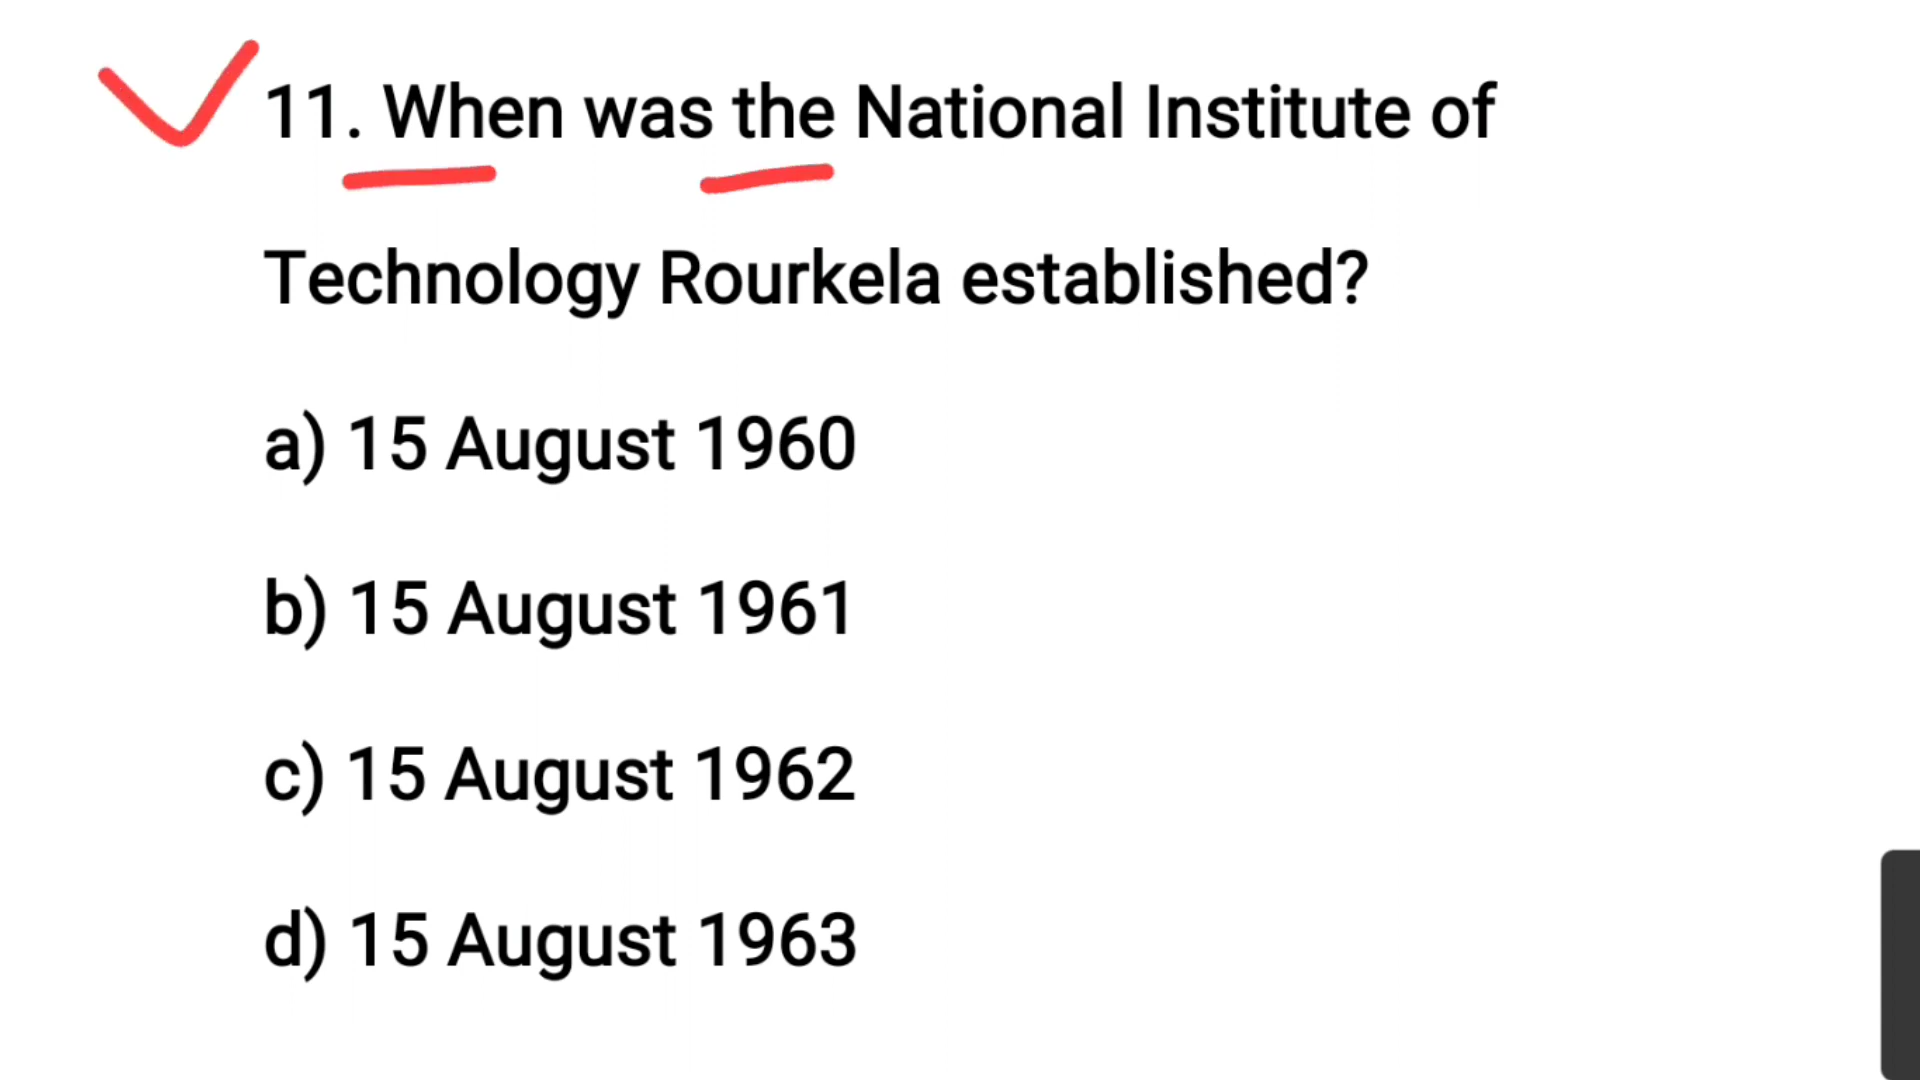 11. When was the National Institute of
Technology Rourkela established?
a) 15 August 1960
b) 15 August 1961
c) 15 August 1962
d) 15 August 1963